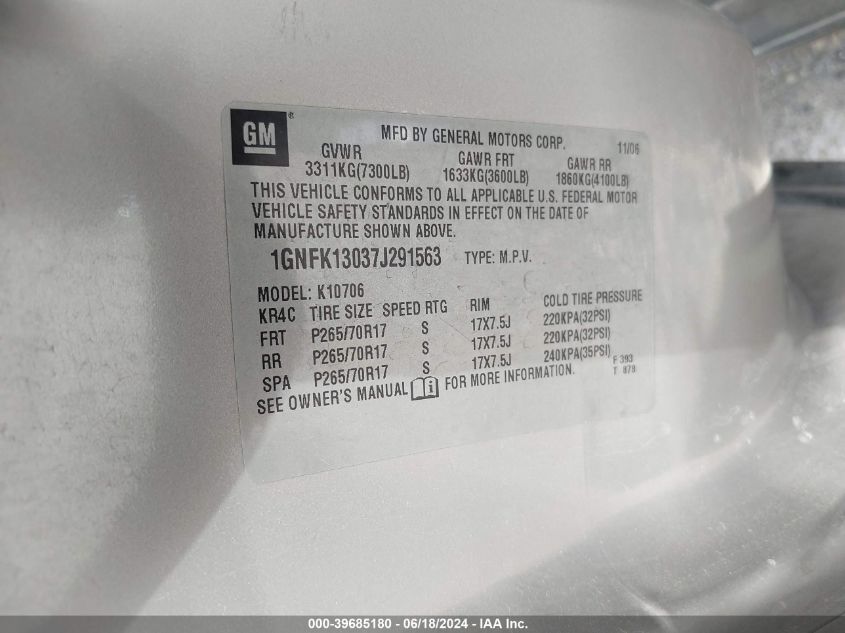 GM®
MFD BY GENERAL MOTORS CORP. 11/06
GVWR GAWR FRT GAWR RR
3311KG(7300LB) 1633KG(3600LB) 1860KG(4100LB)
THIS VEHICLE CONFORMS TO ALL APPLICABLE U.S. FEDERAL MOTOR
VEHICLE SAFETY STANDARDS IN EFFECT ON THE DATE OF
MANUFACTURE SHOWN ABOVE.
1GNFK13037J291563 TYPE: M.P.V.
MODEL: K10706
KR4C TIRE SIZE SPEED RTG RIM COLD TIRE PRESSURE
FRT P265/70R17 S 17X7.5J 220KPA(32PSI)
RR P265/70R17 S 17X7.5J 220KPA(32PSI)
SPA P265/70R17 S 17X7.5J 240KPA(35PSI)
SEE OWNER'S MANUAL FOR MORE INFORMATION.
F 393
T 879
000-39685180 - 06/18/2024 - IAA Inc.